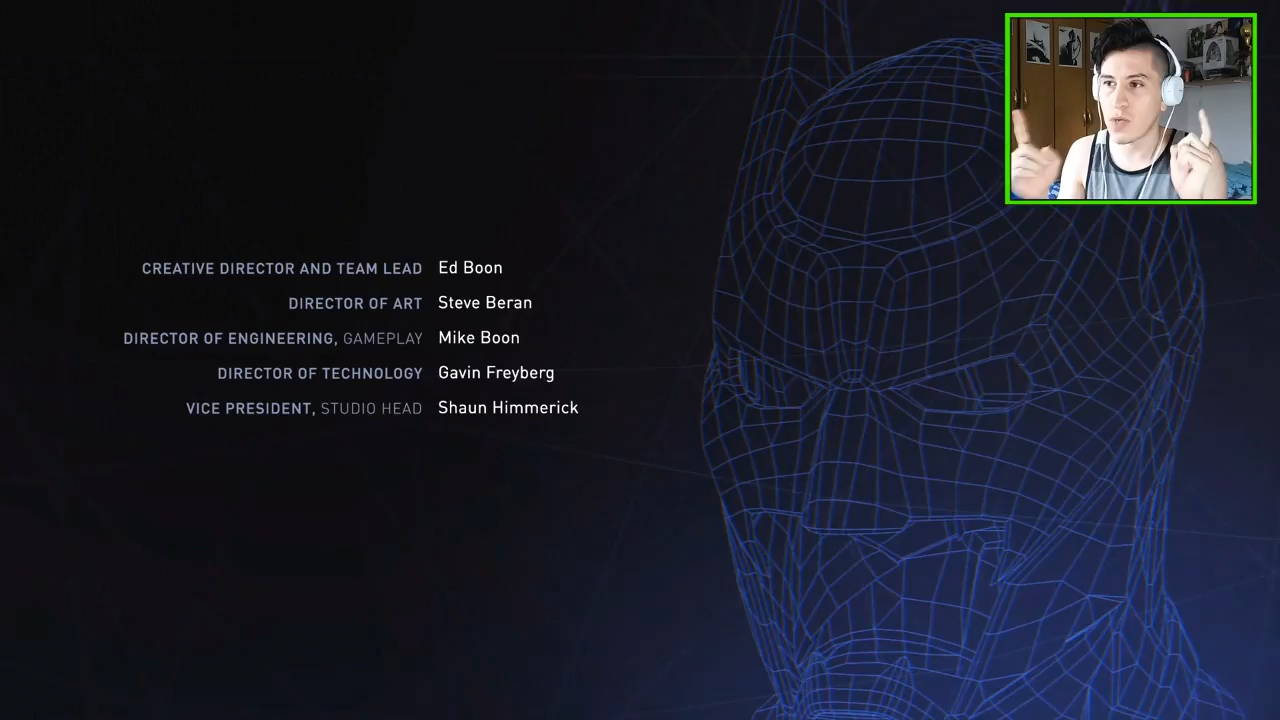 CREATIVE DIRECTOR AND TEAM LEAD Ed Boon
DIRECTOR OF ART Steve Beran
DIRECTOR OF ENGINEERING, GAMEPLAY Mike Boon
DIRECTOR OF TECHNOLOGY Gavin Freyberg
VICE PRESIDENT, STUDIO HEAD Shaun Himmerick